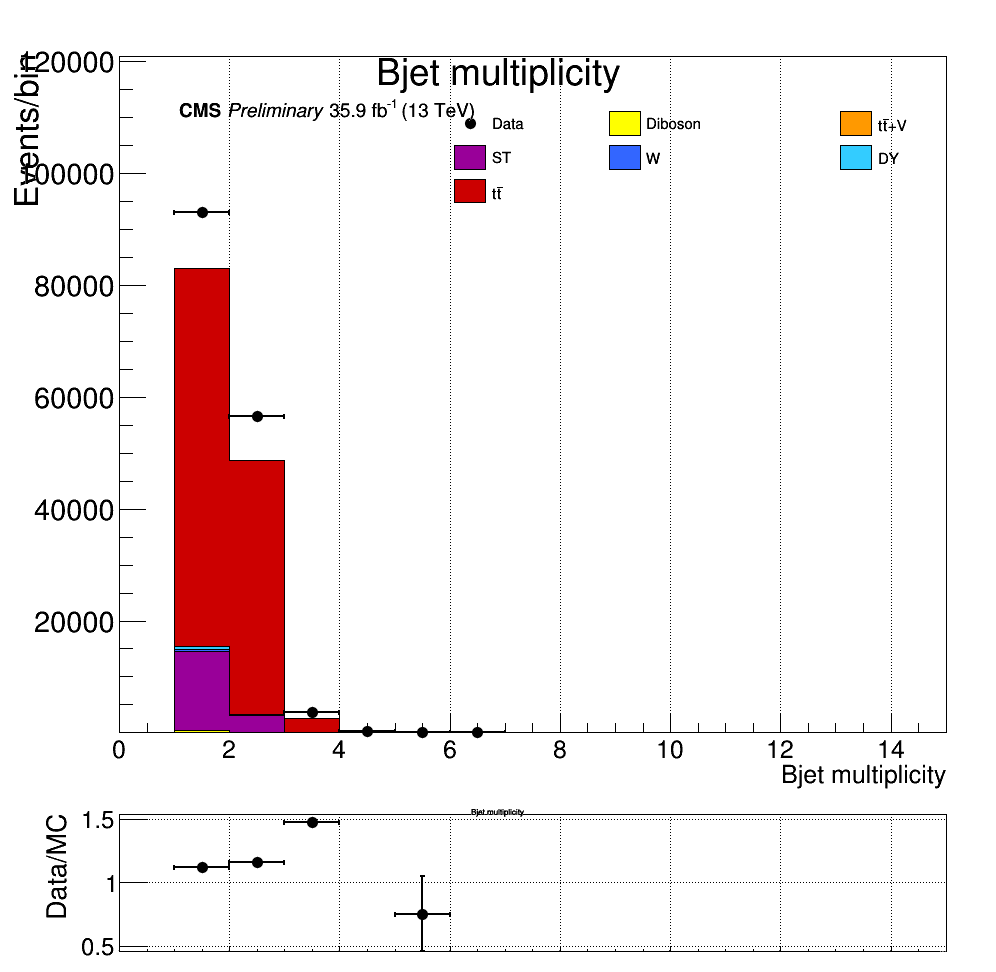 Bjet multiplicity
CMS Preliminary 35.9 fb-1 (13 TeV)
Data
Diboson
tt̄+V
ST
W
DY
tt̄
Events/bin
120000
100000
80000
60000
40000
20000
0 2 4 6 8 10 12 14
Bjet multiplicity
Bjet multiplicity
Data/MC
1.5
1
0.5